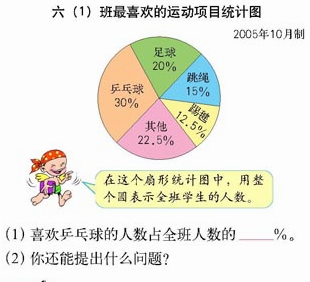 六（1）班最喜欢的运动项目统计图
2005年10月制
足球
20%
跳绳
15%
乒乓球
30%
踢毽
12.5%
其他
22.5%
在这个扇形统计图中，用整
个圆表示全班学生的人数。
(1) 喜欢乒乓球的人数占全班人数的____%。
(2) 你还能提出什么问题？